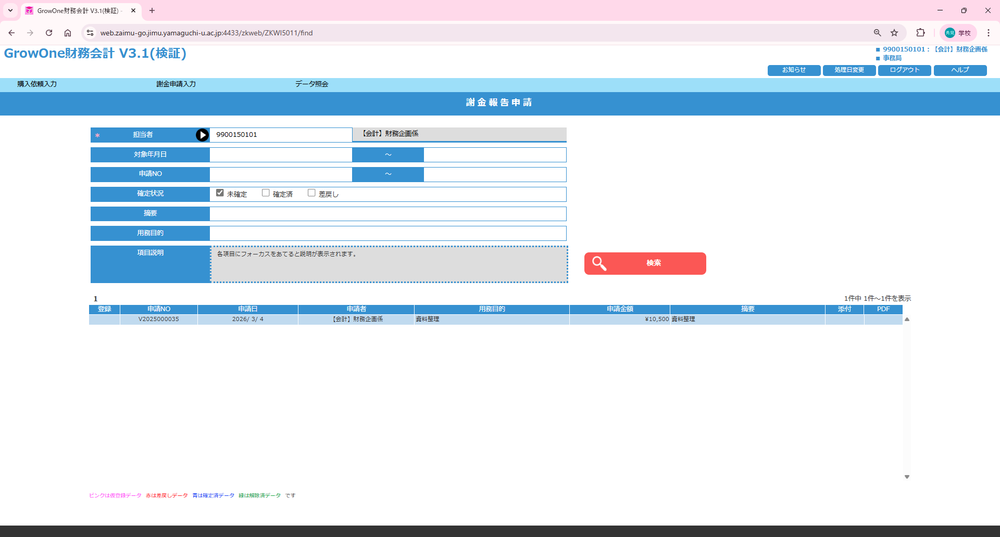 GrowOne財務会計 V3.1(検証) -
web.zaimu-go.jimu.yamaguchi-u.ac.jp:4433/zkweb/ZKWI5011/find
秀見 学校
GrowOne財務会計 V3.1(検証)
■ 9900150101：【会計】財務企画係
■ 事務局
お知らせ 処理日変更 ログアウト ヘルプ
購入依頼入力 謝金申請入力 データ照会
謝金報告申請
* 担当者 9900150101 【会計】財務企画係
対象年月日 ～
申請NO ～
確定状況 未確定 確定済 差戻し
摘要
用務目的
項目説明 各項目にフォーカスをあてると説明が表示されます。
検索
1 1件中 1件～1件を表示
登録 申請NO 申請日 申請者 用務目的 申請金額 摘要 添付 PDF
V2025000035 2026/ 3/ 4 【会計】財務企画係 資料整理 ¥10,500 資料整理
ピンクは仮登録データ 赤は差戻しデータ 青は確定済データ 緑は解除済データ です